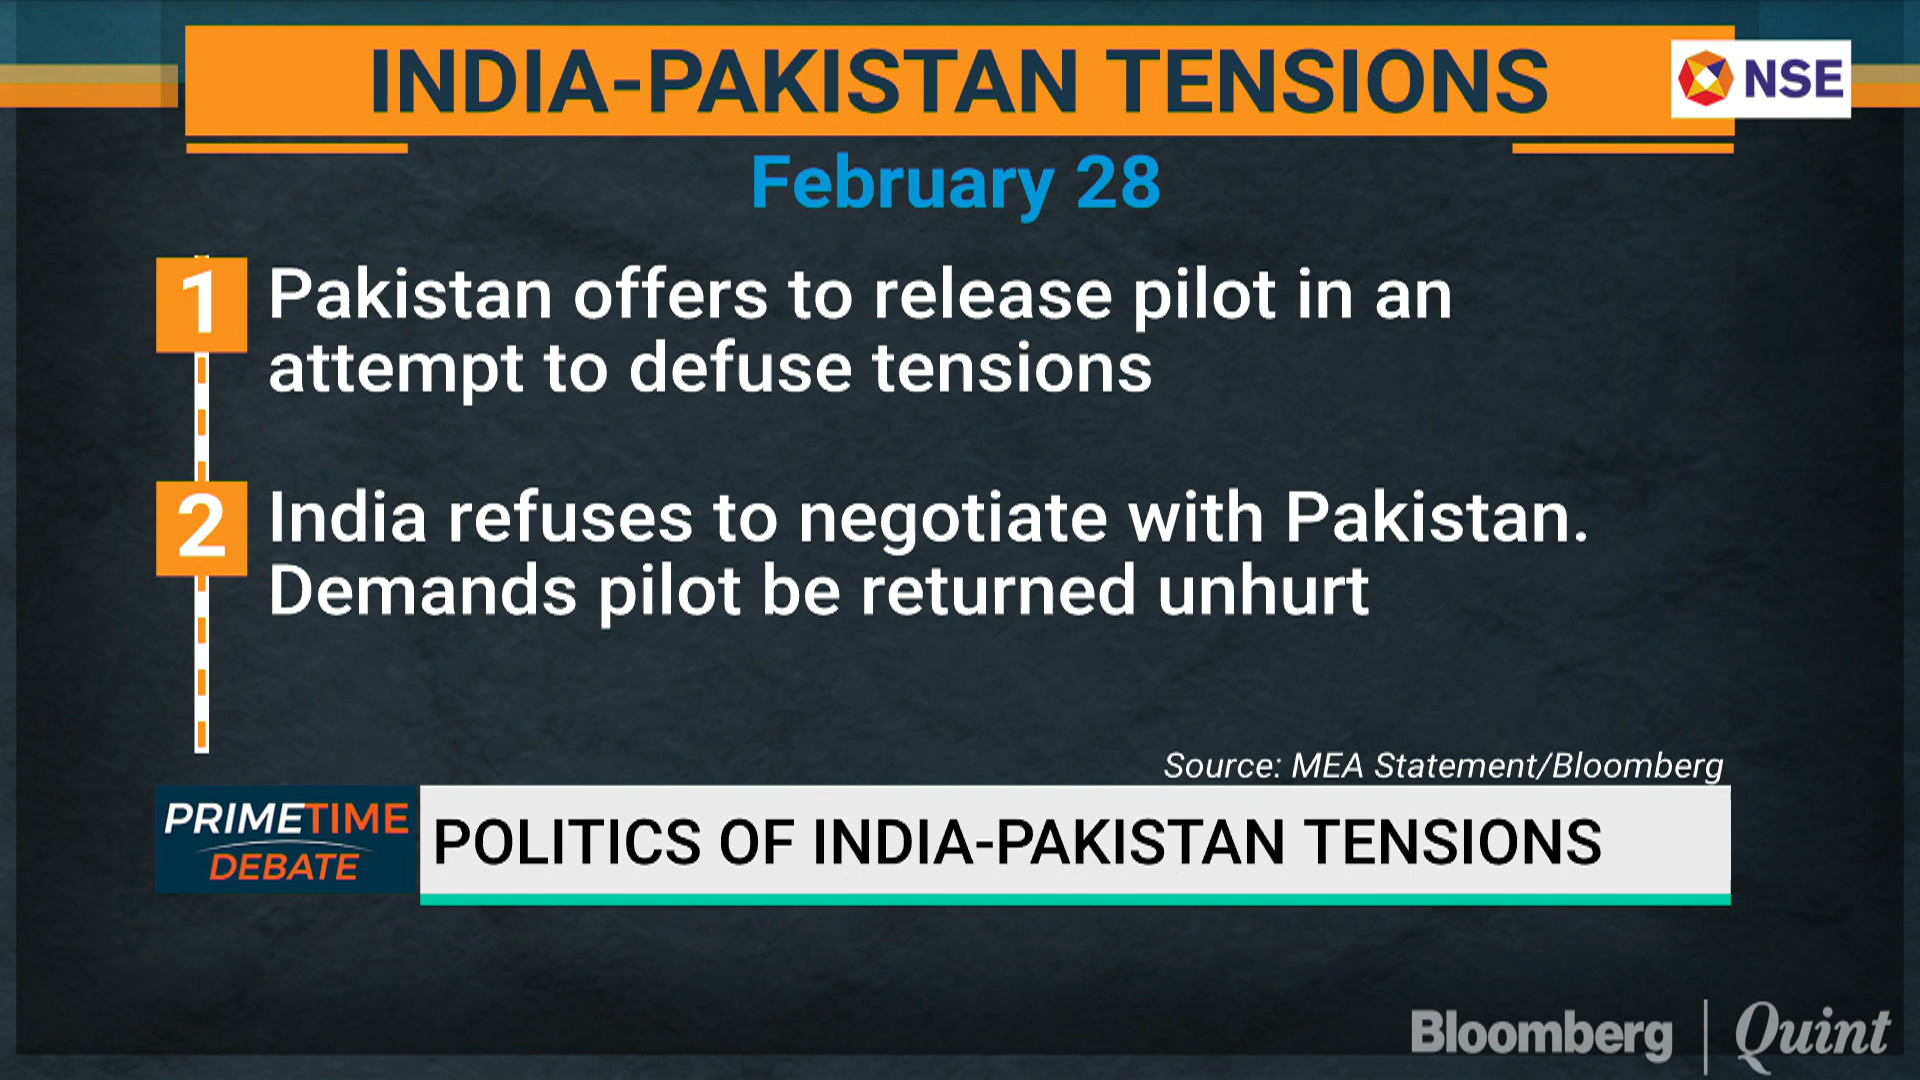 INDIA-PAKISTAN TENSIONS
NSE
February 28
1
Pakistan offers to release pilot in an
attempt to defuse tensions
2
India refuses to negotiate with Pakistan.
Demands pilot be returned unhurt
Source: MEA Statement/Bloomberg
PRIMETIME
DEBATE
POLITICS OF INDIA-PAKISTAN TENSIONS
Bloomberg | Quint